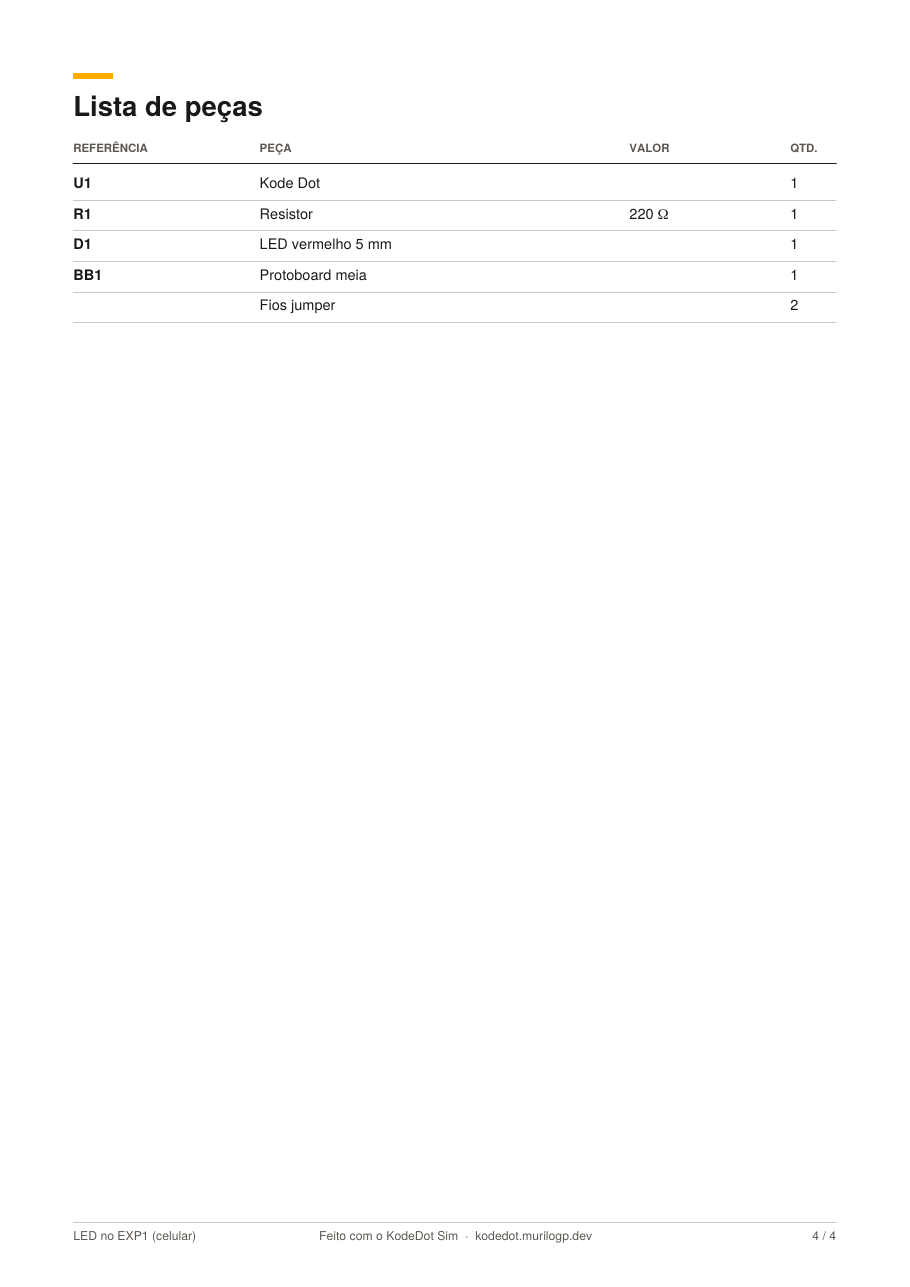 Lista de peças
REFERÊNCIA PEÇA VALOR QTD.
U1 Kode Dot 1
R1 Resistor 220 Ω 1
D1 LED vermelho 5 mm 1
BB1 Protoboard meia 1
Fios jumper 2
LED no EXP1 (celular) Feito com o KodeDot Sim · kodedot.murilogp.dev 4 / 4